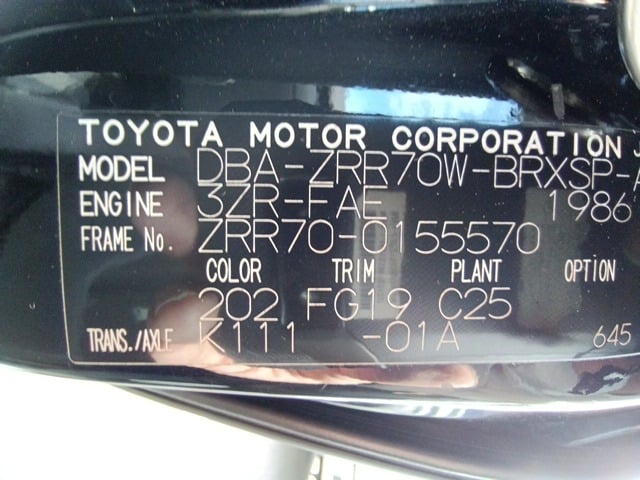 TOYOTA MOTOR CORPORATION J
MODEL DBA-ZRR70W-BRXSP-A
ENGINE 3ZR-FAE 1986
FRAME No. ZRR70-0155570
COLOR TRIM PLANT OPTION
202 FG19 C25
TRANS./AXLE K111 -01A 645